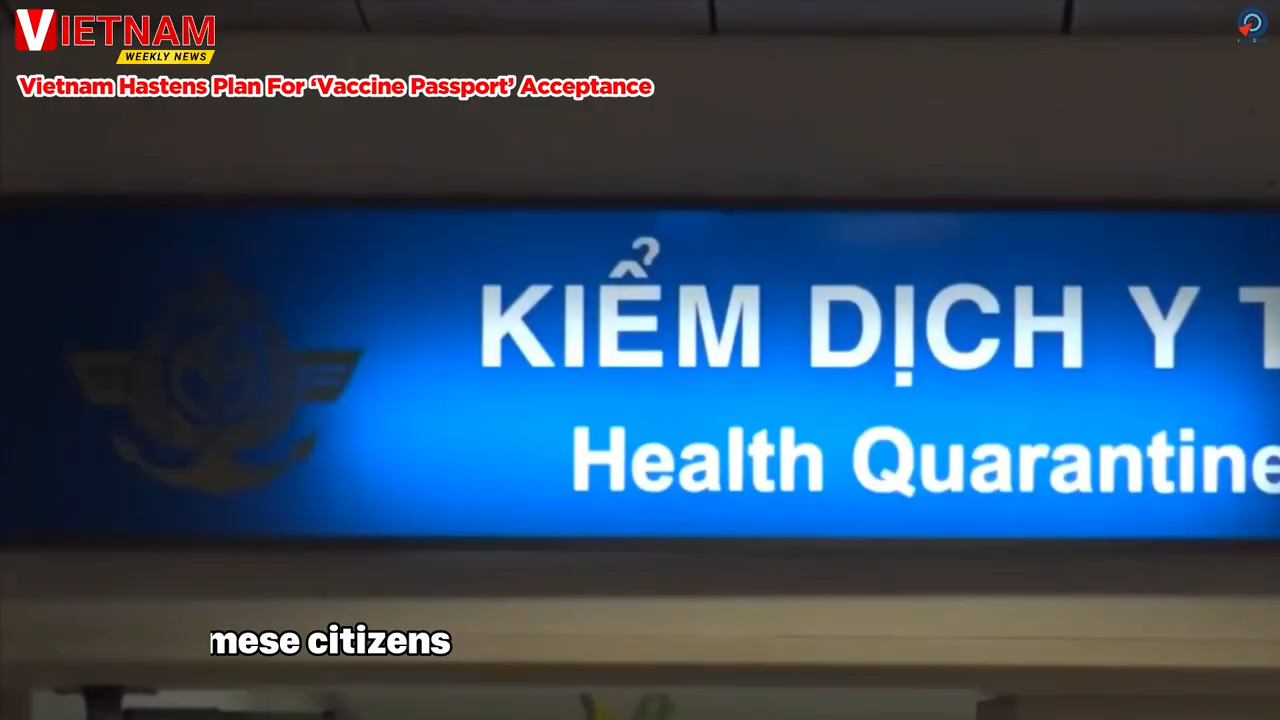 VIETNAM
WEEKLY NEWS
Vietnam Hastens Plan For ‘Vaccine Passport’ Acceptance
KIỂM DỊCH Y T
Health Quarantine
mese citizens